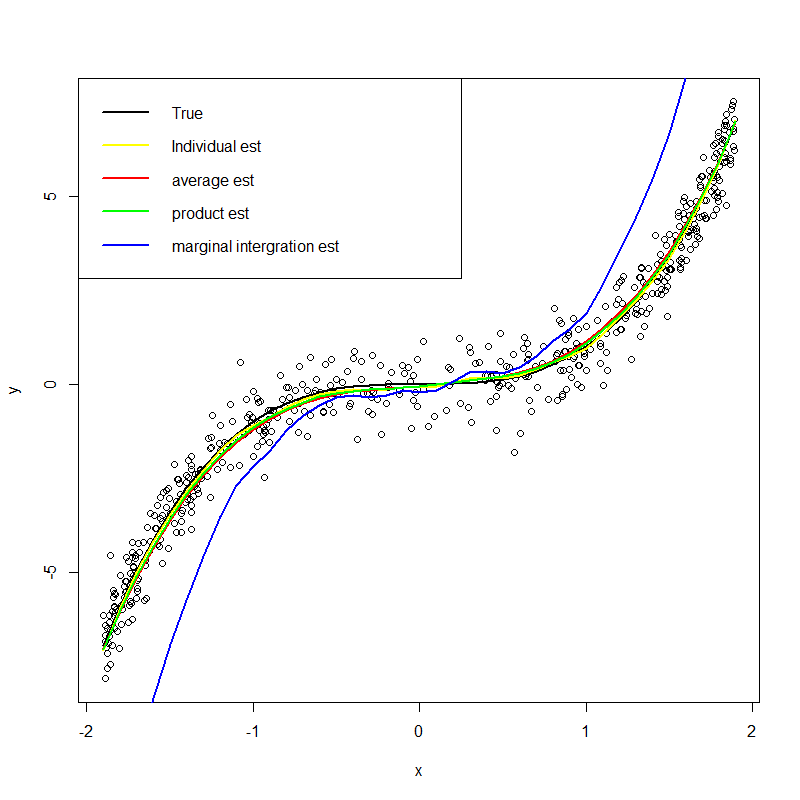 True
Individual est
average est
product est
marginal intergration est
5
0
-5
y
-2 -1 0 1 2
x